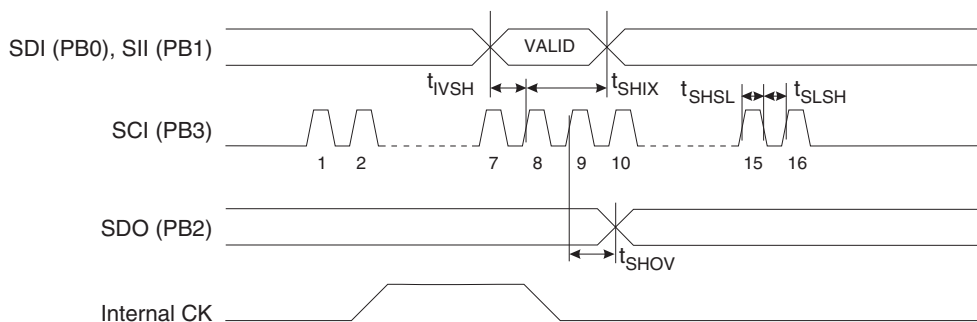 SDI (PB0), SII (PB1)
VALID
tIVSH
tSHIX
tSHSL
tSLSH
SCI (PB3)
1 2 7 8 9 10 15 16
SDO (PB2)
tSHOV
Internal CK